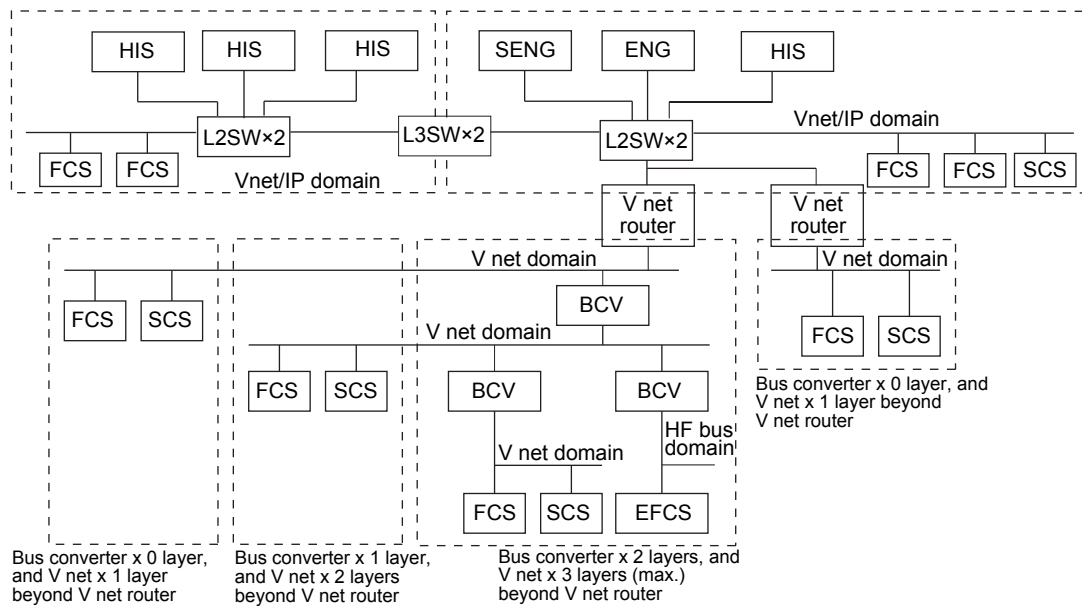 HIS
HIS
HIS
SENG
ENG
HIS
L2SW×2
L3SW×2
L2SW×2
Vnet/IP domain
FCS
FCS
Vnet/IP domain
FCS
FCS
SCS
V net
router
V net
router
V net domain
V net domain
FCS
SCS
BCV
V net domain
FCS
SCS
FCS
SCS
BCV
BCV
Bus converter x 0 layer, and
V net x 1 layer beyond
V net router
HF bus
domain
V net domain
FCS
SCS
EFCS
Bus converter x 0 layer,
and V net x 1 layer
beyond V net router
Bus converter x 1 layer,
and V net x 2 layers
beyond V net router
Bus converter x 2 layers, and
V net x 3 layers (max.)
beyond V net router